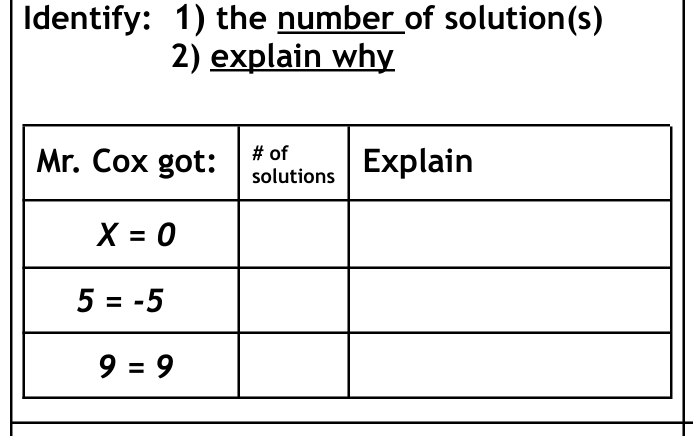 Identify: 1) the number of solution(s)
2) explain why
Mr. Cox got:
# of
solutions
Explain
X = 0
5 = -5
9 = 9